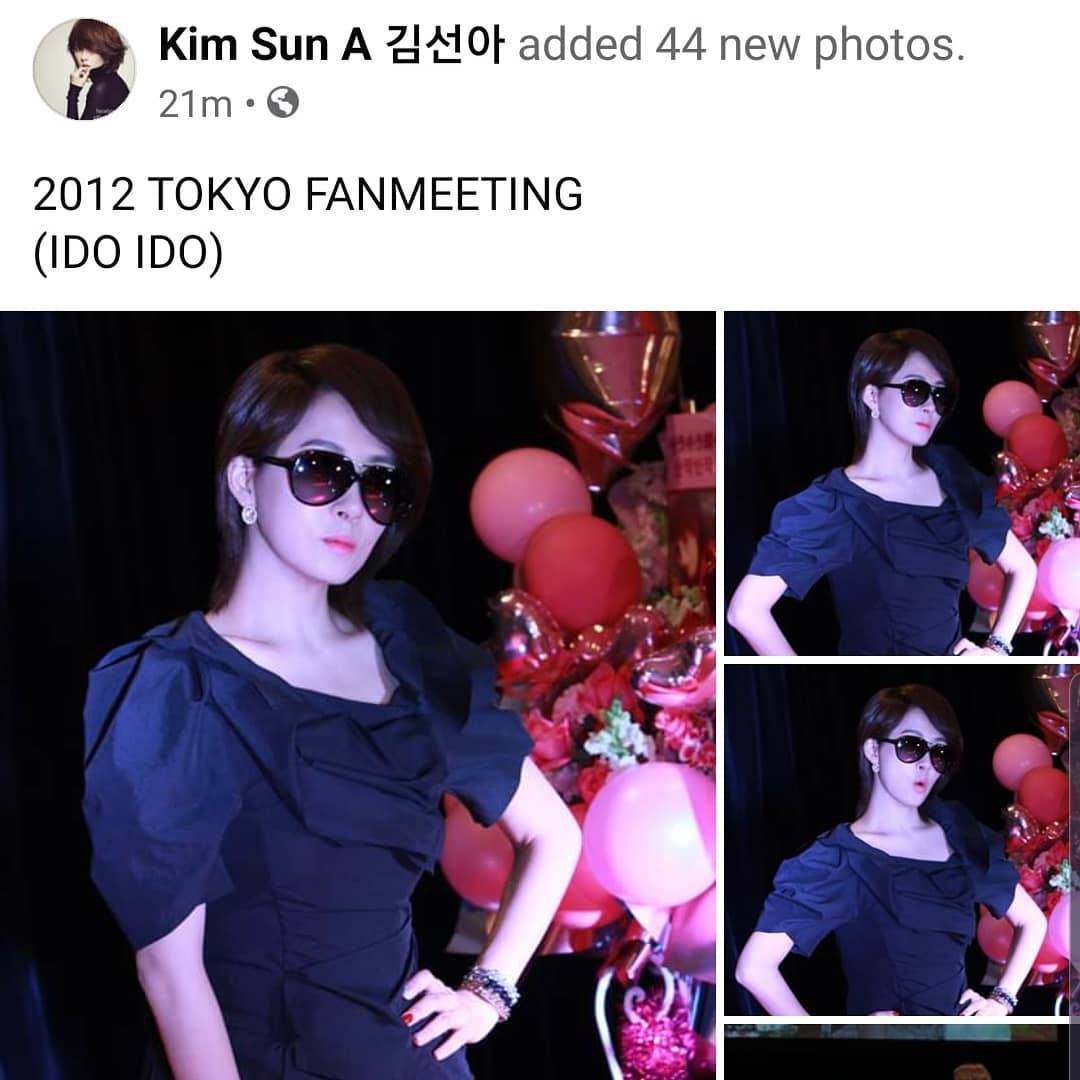 Kim Sun A 김선아 added 44 new photos.
21m •
2012 TOKYO FANMEETING
(IDO IDO)